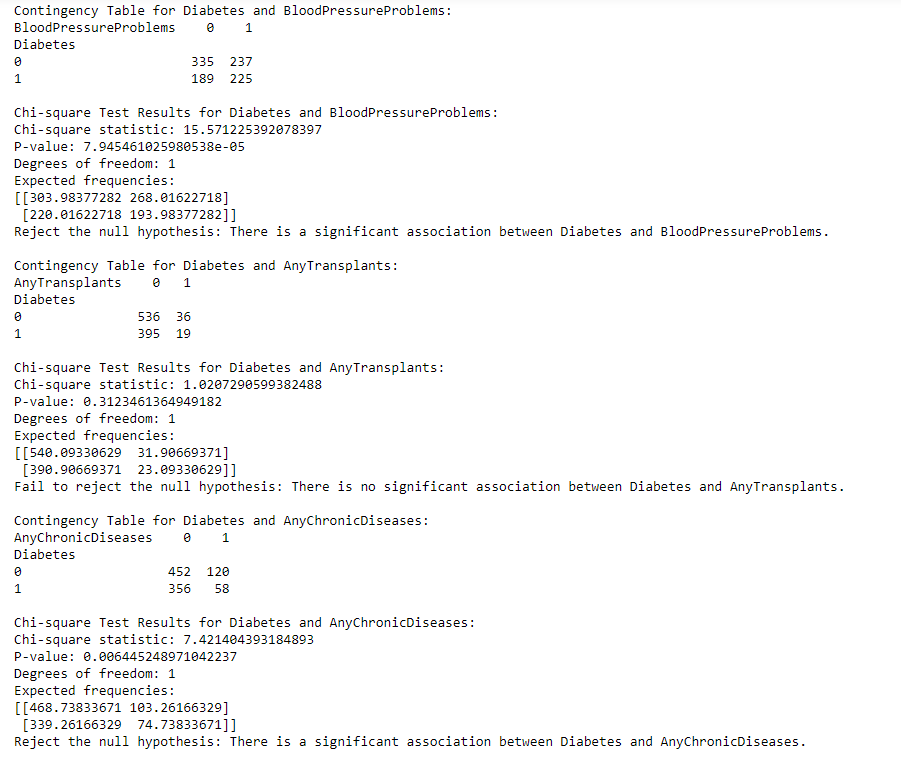 Contingency Table for Diabetes and BloodPressureProblems:
BloodPressureProblems    0    1
Diabetes
0                      335  237
1                      189  225
Chi-square Test Results for Diabetes and BloodPressureProblems:
Chi-square statistic: 15.571225392078397
P-value: 7.945461025980538e-05
Degrees of freedom: 1
Expected frequencies:
[[303.98377282 268.01622718]
 [220.01622718 193.98377282]]
Reject the null hypothesis: There is a significant association between Diabetes and BloodPressureProblems.
Contingency Table for Diabetes and AnyTransplants:
AnyTransplants    0   1
Diabetes
0               536  36
1               395  19
Chi-square Test Results for Diabetes and AnyTransplants:
Chi-square statistic: 1.0207290599382488
P-value: 0.3123461364949182
Degrees of freedom: 1
Expected frequencies:
[[540.09330629  31.90669371]
 [390.90669371  23.09330629]]
Fail to reject the null hypothesis: There is no significant association between Diabetes and AnyTransplants.
Contingency Table for Diabetes and AnyChronicDiseases:
AnyChronicDiseases    0    1
Diabetes
0                   452  120
1                   356   58
Chi-square Test Results for Diabetes and AnyChronicDiseases:
Chi-square statistic: 7.421404393184893
P-value: 0.006445248971042237
Degrees of freedom: 1
Expected frequencies:
[[468.73833671 103.26166329]
 [339.26166329  74.73833671]]
Reject the null hypothesis: There is a significant association between Diabetes and AnyChronicDiseases.